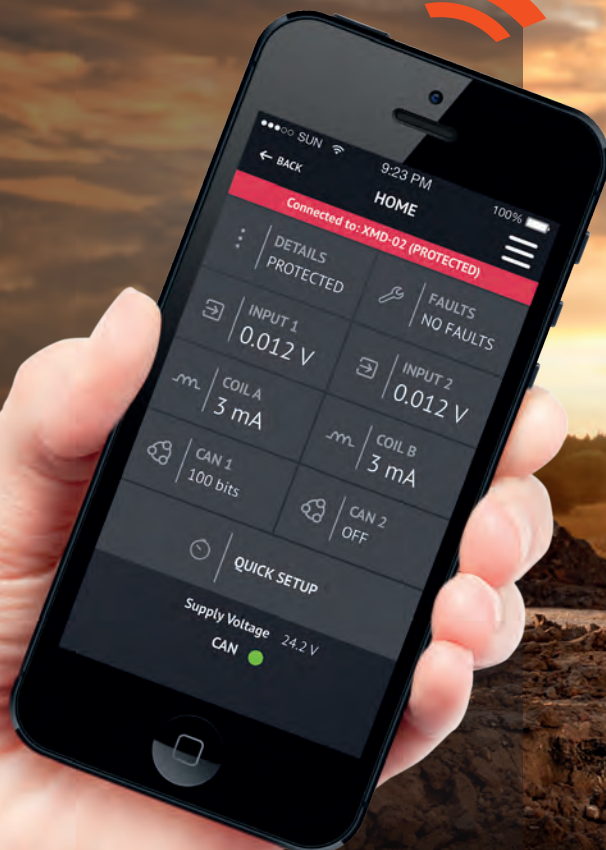 SUN
9:23 PM
100%
← BACK
HOME
Connected to: XMD-02 (PROTECTED)
DETAILS
PROTECTED
FAULTS
NO FAULTS
INPUT 1
0.012 V
INPUT 2
0.012 V
COIL A
3 mA
COIL B
3 mA
CAN 1
100 bits
CAN 2
OFF
QUICK SETUP
Supply Voltage 24.2 V
CAN